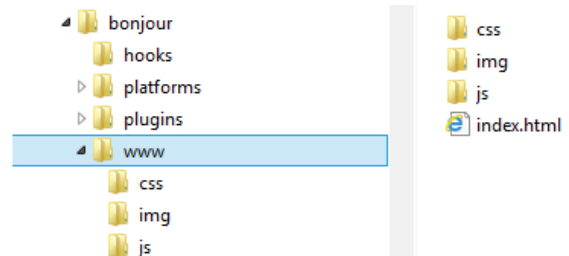 bonjour
hooks
platforms
plugins
www
css
img
js
css
img
js
index.html